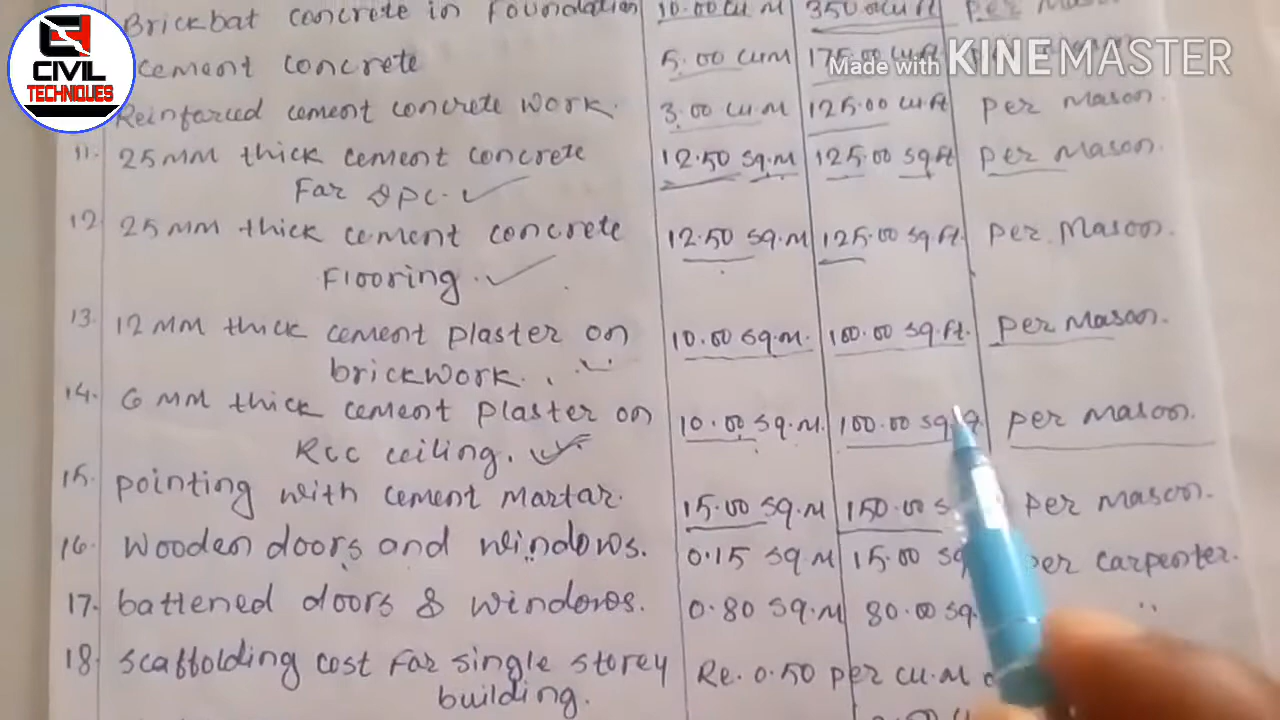 Brickbat concrete in Foundation 10.00 cu M 350.00 cu ft per Mason
cement concrete 5.00 cum 175.00 cu.ft
Reinforced cement concrete work. 3.00 cu.M 125.00 cu ft per Mason.
11. 25 MM thick cement concrete 12.50 Sq.M 125.00 sqft per Mason.
For DPC.
12. 25 MM thick cement concrete 12.50 Sq.M 125.00 sq.ft. per Mason.
Flooring.
13. 12 MM thick cement plaster on 10.00 sq.M. 100.00 sq.ft. per Mason.
brickwork.
14. 6 MM thick cement plaster on 10.00 Sq.M. 100.00 sq per Mason.
Rcc ceiling.
15. pointing with cement Mortar. 15.00 Sq.M 150.00 s per Mason.
16. wooden doors and windows. 0.15 sq.M 15.00 sq per carpenter.
17. battened doors & windows. 0.80 sq.M 80.00 sq. "
18. scaffolding cost for single storey Re. 0.50 per cu.M
building.
CIVIL
TECHNIQUES
Made with KINEMASTER